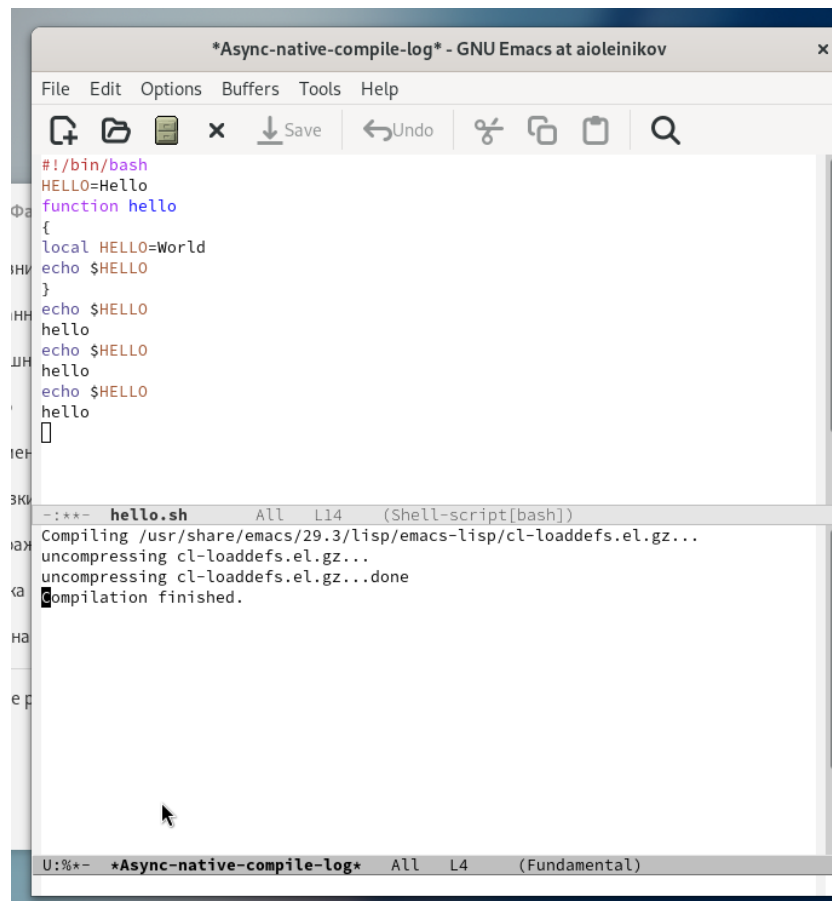 *Async-native-compile-log* - GNU Emacs at aioleinikov
File Edit Options Buffers Tools Help
Save Undo
#!/bin/bash
HELLO=Hello
function hello
{
local HELLO=World
echo $HELLO
}
echo $HELLO
hello
echo $HELLO
hello
echo $HELLO
hello
-:**- hello.sh All L14 (Shell-script[bash])
Compiling /usr/share/emacs/29.3/lisp/emacs-lisp/cl-loaddefs.el.gz...
uncompressing cl-loaddefs.el.gz...
uncompressing cl-loaddefs.el.gz...done
Compilation finished.
U:%*- *Async-native-compile-log* All L4 (Fundamental)